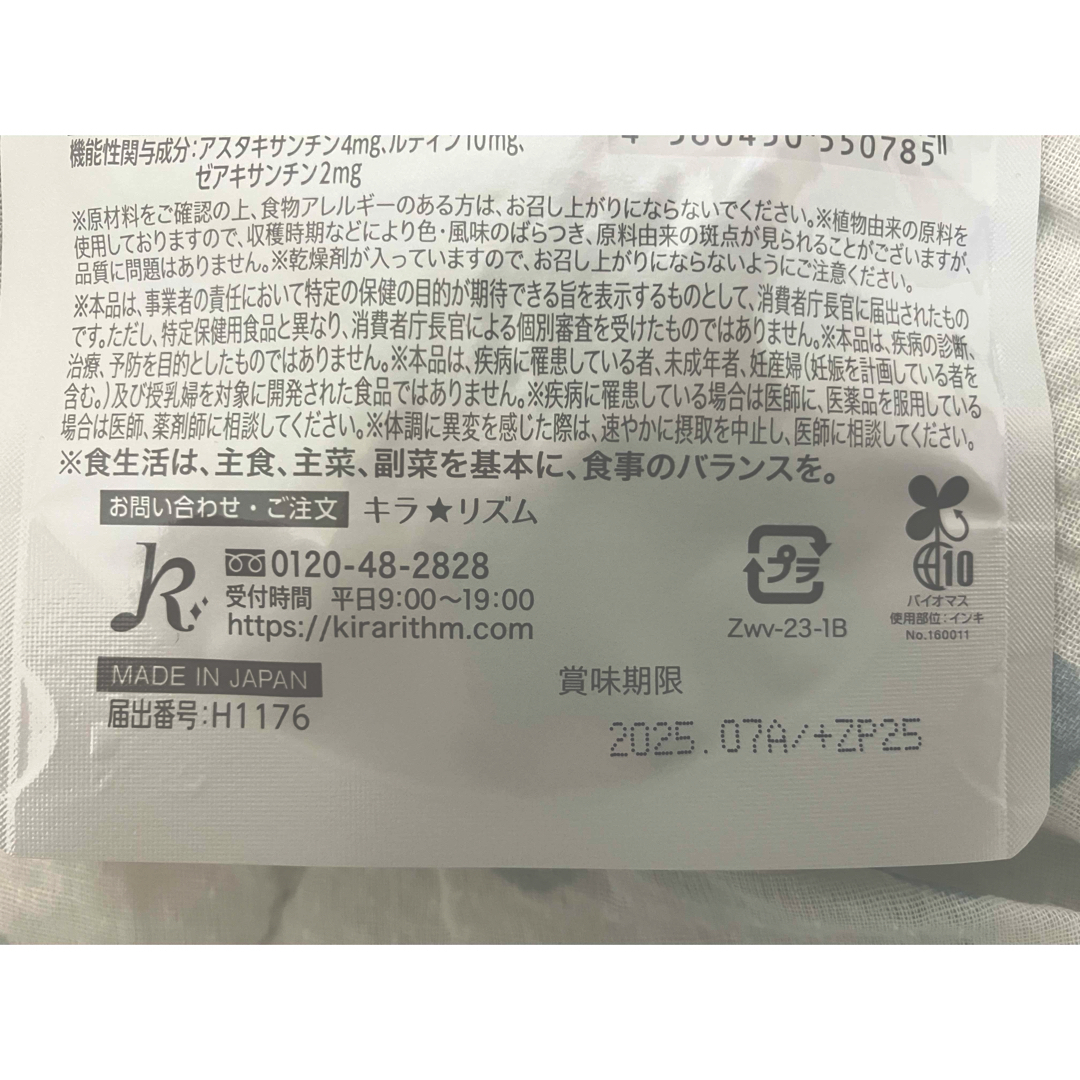 機能性関与成分:アスタキサンチン4mg、ルテイン10mg、
ゼアキサンチン2mg
550785
※原材料をご確認の上、食物アレルギーのある方は、お召し上がりにならないでください。※植物由来の原料を
使用しておりますので、収穫時期などにより色・風味のばらつき、原料由来の斑点が見られることがございますが、
品質に問題はありません。※乾燥剤が入っていますので、お召し上がりにならないようにご注意ください。
※本品は、事業者の責任において特定の保健の目的が期待できる旨を表示するものとして、消費者庁長官に届出されたもの
です。ただし、特定保健用食品と異なり、消費者庁長官による個別審査を受けたものではありません。※本品は、疾病の診断、
治療、予防を目的としたものではありません。※本品は、疾病に罹患している者、未成年者、妊産婦(妊娠を計画している者を
含む。)及び授乳婦を対象に開発された食品ではありません。※疾病に罹患している場合は医師に、医薬品を服用している
場合は医師、薬剤師に相談してください。※体調に異変を感じた際は、速やかに摂取を中止し、医師に相談してください。
※食生活は、主食、主菜、副菜を基本に、食事のバランスを。
お問い合わせ・ご注文 キラ★リズム
0120-48-2828
受付時間 平日9:00〜19:00
https://kirarithm.com
プラ
Zwv-23-1B
10
バイオマス
使用部位:インキ
No.160011
MADE IN JAPAN
届出番号:H1176
賞味期限
2025.07A/+ZP25